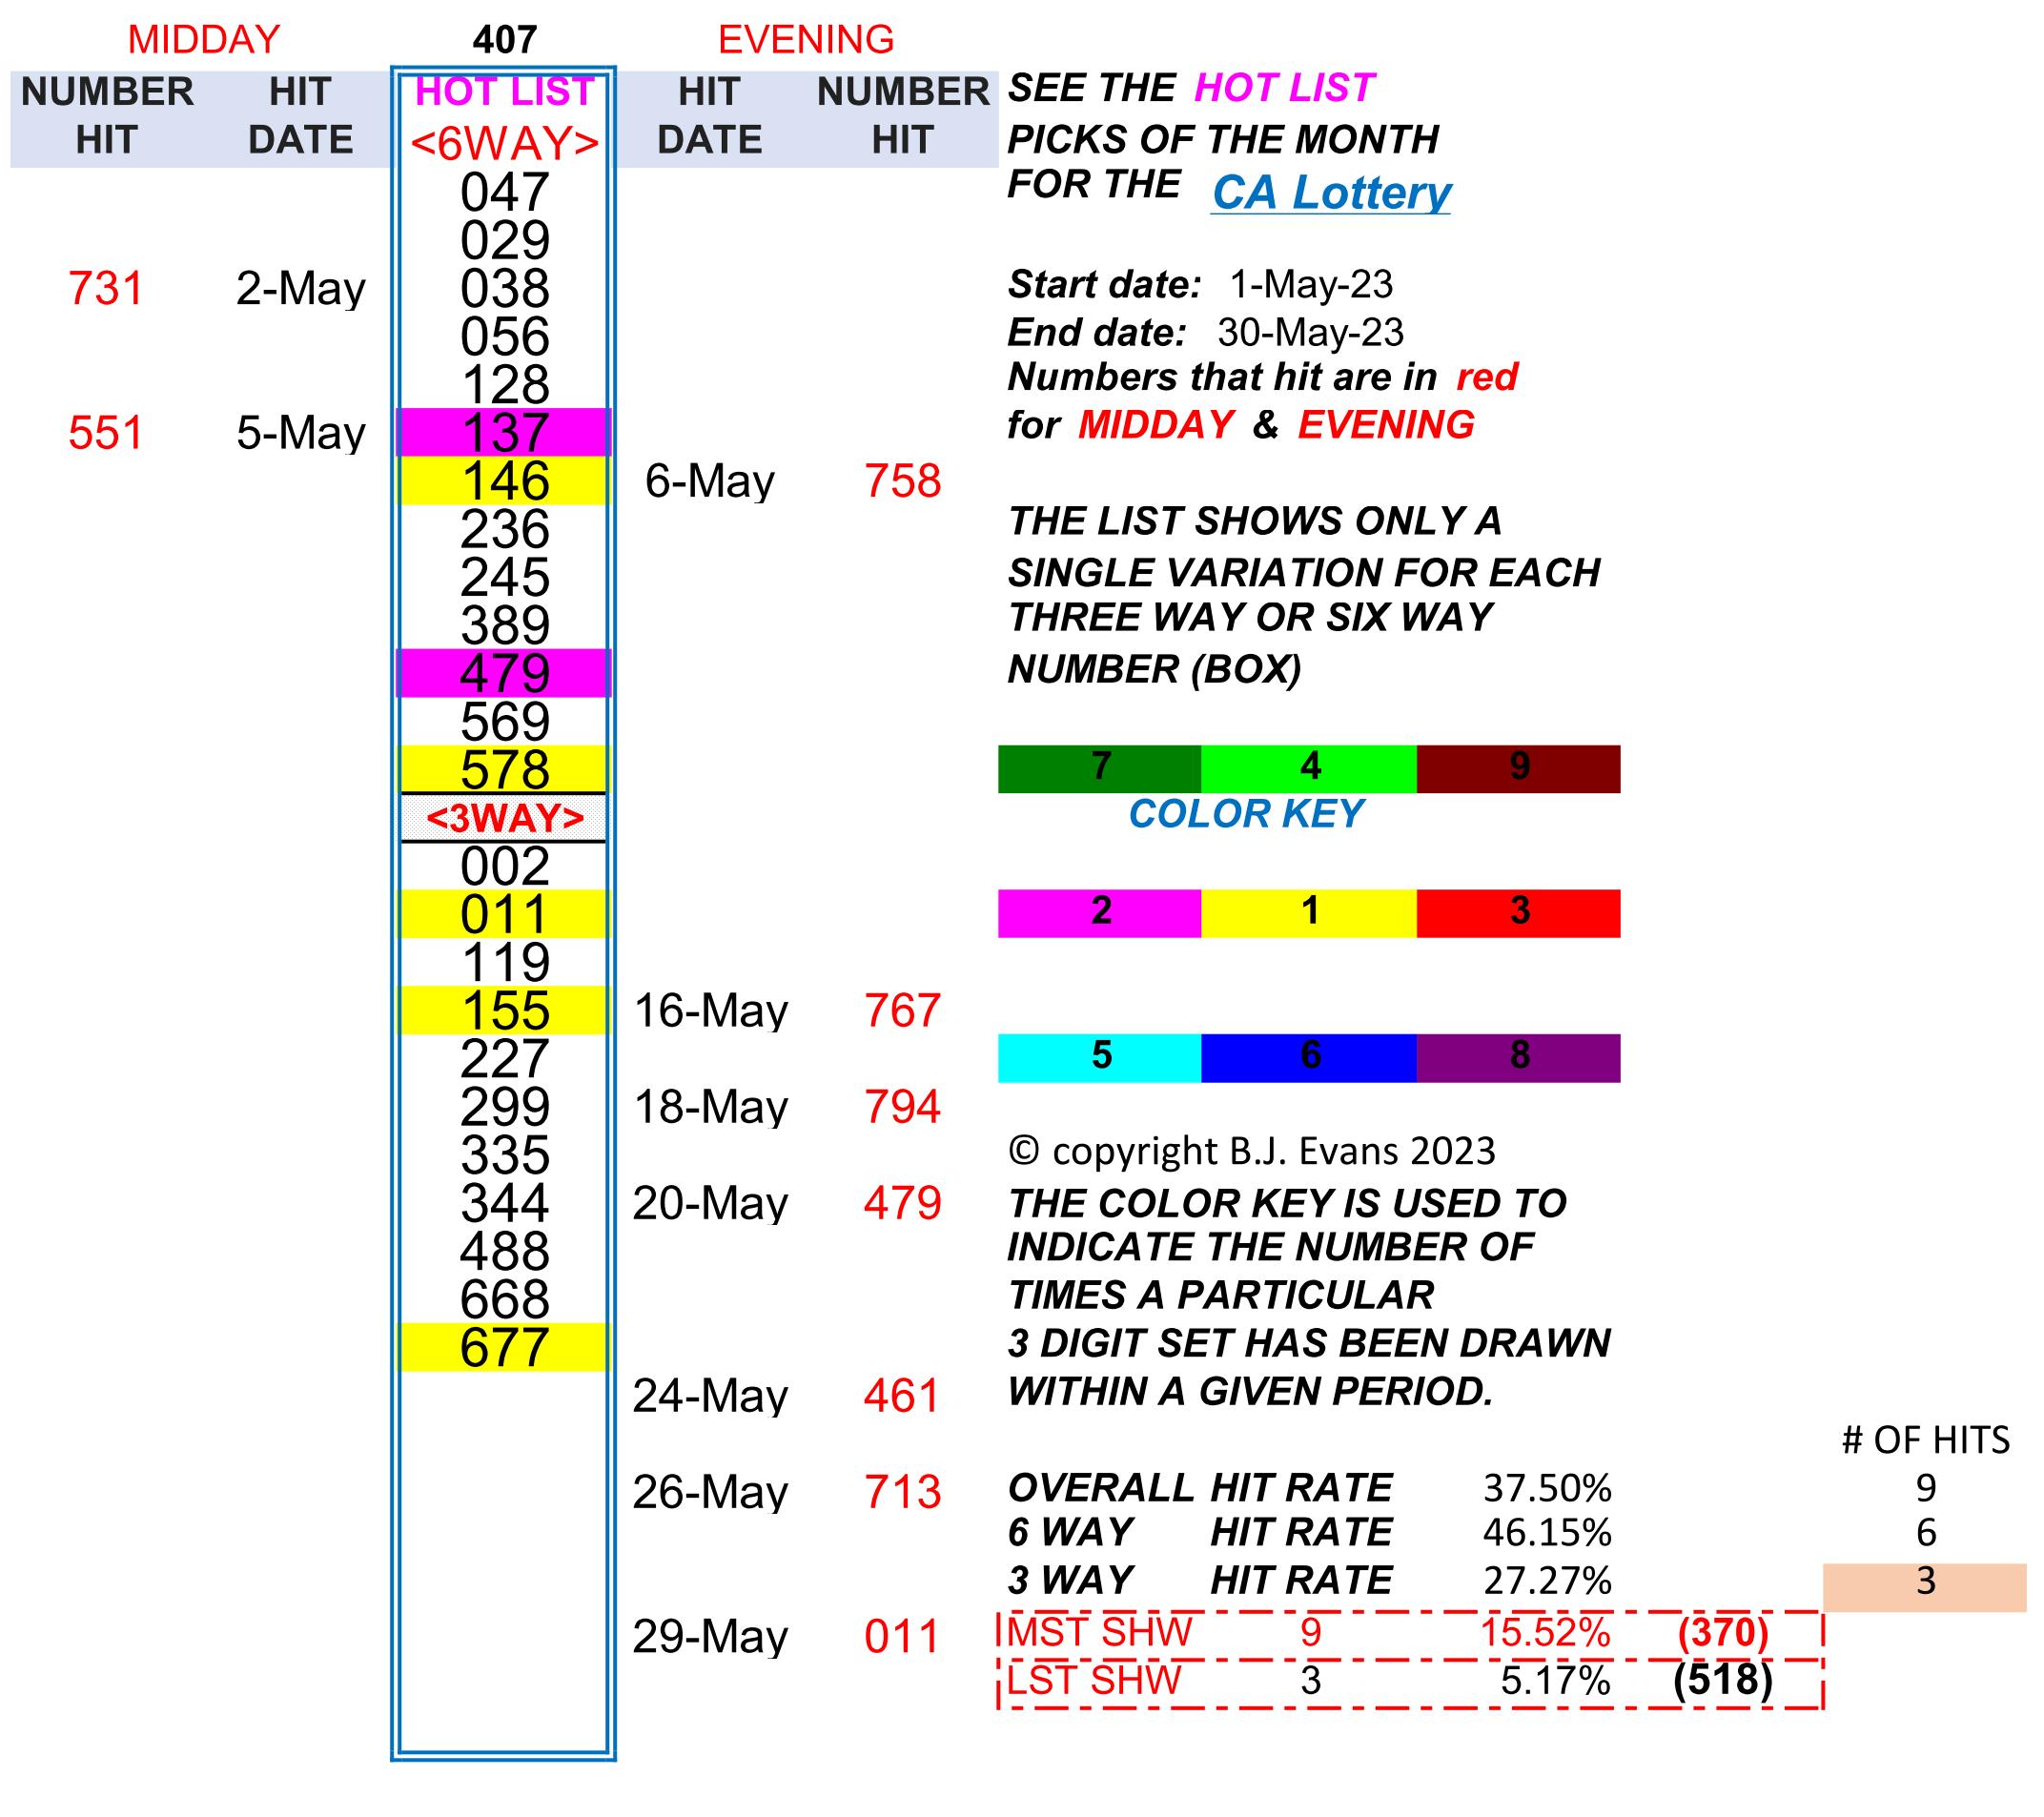 MIDDAY 407 EVENING
NUMBER HIT HOT LIST HIT NUMBER SEE THE HOT LIST
HIT DATE <6WAY> DATE HIT PICKS OF THE MONTH
047 FOR THE CA Lottery
029
731 2-May 038 Start date: 1-May-23
056 End date: 30-May-23
128 Numbers that hit are in red
551 5-May 137 for MIDDAY & EVENING
146 6-May 758
236 THE LIST SHOWS ONLY A
245 SINGLE VARIATION FOR EACH
389 THREE WAY OR SIX WAY
479 NUMBER (BOX)
569
578 7 4 9
<3WAY> COLOR KEY
002
011 2 1 3
119
155 16-May 767
227 5 6 8
299 18-May 794
335 © copyright B.J. Evans 2023
344 20-May 479 THE COLOR KEY IS USED TO
488 INDICATE THE NUMBER OF
668 TIMES A PARTICULAR
677 3 DIGIT SET HAS BEEN DRAWN
24-May 461 WITHIN A GIVEN PERIOD.
# OF HITS
26-May 713 OVERALL HIT RATE 37.50% 9
6 WAY HIT RATE 46.15% 6
3 WAY HIT RATE 27.27% 3
29-May 011 MST SHW 9 15.52% (370)
LST SHW 3 5.17% (518)